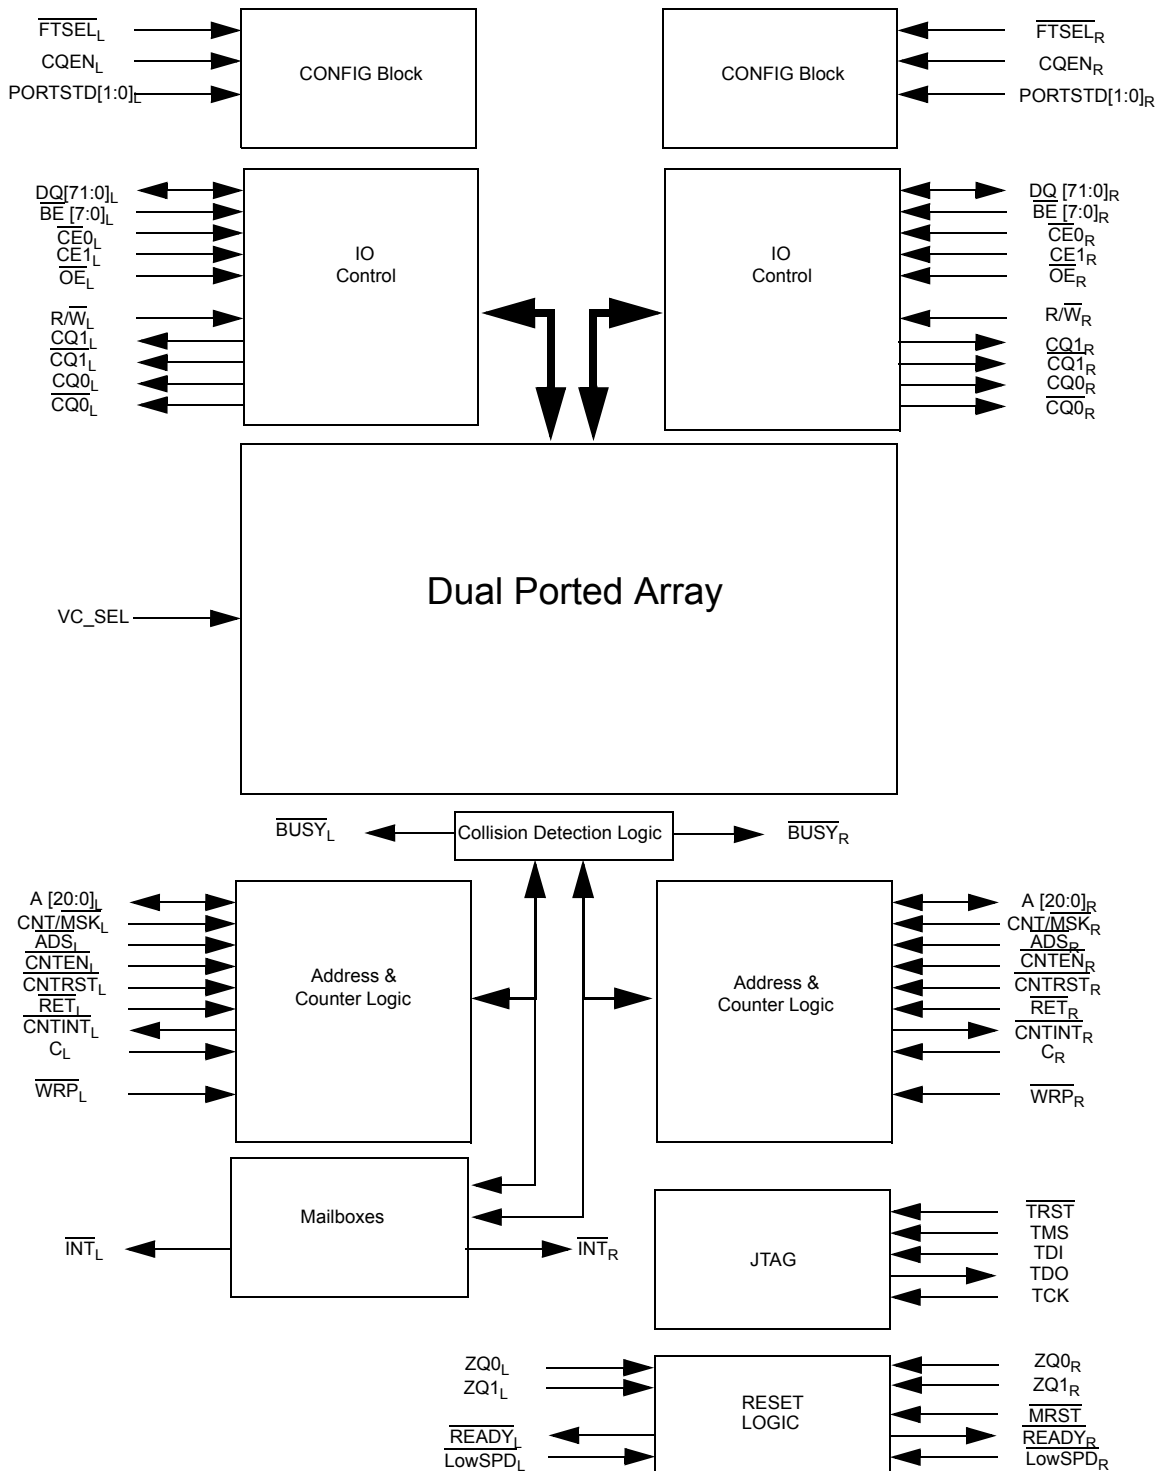 FTSEL_L
CQEN_L
PORTSTD[1:0]_L
CONFIG Block
CONFIG Block
FTSEL_R
CQEN_R
PORTSTD[1:0]_R
DQ[71:0]_L
BE [7:0]_L
CE0_L
CE1_L
OE_L
R/W_L
CQ1_L
CQ1_L
CQ0_L
CQ0_L
IO
Control
IO
Control
DQ [71:0]_R
BE [7:0]_R
CE0_R
CE1_R
OE_R
R/W_R
CQ1_R
CQ1_R
CQ0_R
CQ0_R
Dual Ported Array
VC_SEL
BUSY_L
Collision Detection Logic
BUSY_R
A [20:0]_L
CNT/MSK_L
ADS_L
CNTEN_L
CNTRST_L
RET_L
CNTINT_L
C_L
WRP_L
Address &
Counter Logic
Address &
Counter Logic
A [20:0]_R
CNT/MSK_R
ADS_R
CNTEN_R
CNTRST_R
RET_R
CNTINT_R
C_R
WRP_R
Mailboxes
INT_L
INT_R
JTAG
TRST
TMS
TDI
TDO
TCK
ZQ0_L
ZQ1_L
READY_L
LowSPD_L
RESET
LOGIC
ZQ0_R
ZQ1_R
MRST
READY_R
LowSPD_R